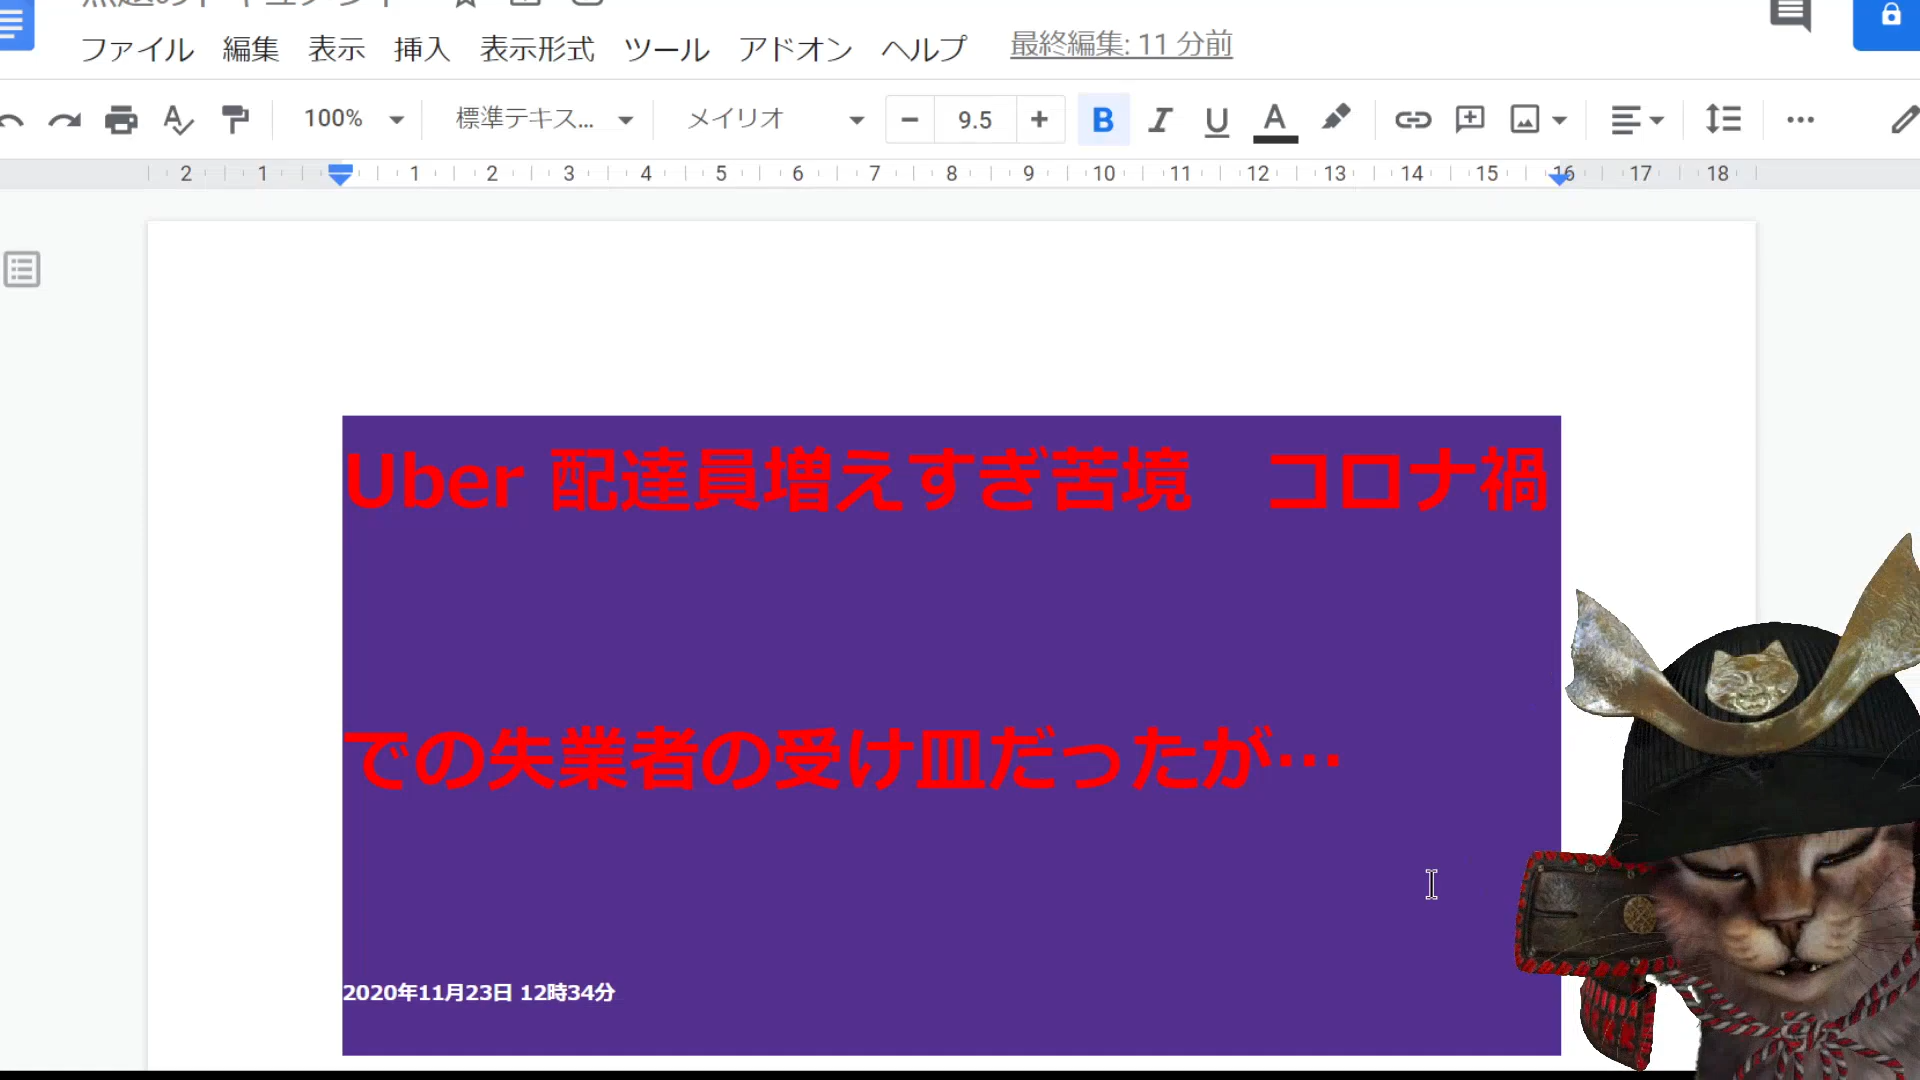 ファイル 編集 表示 挿入 表示形式 ツール アドオン ヘルプ 最終編集: 11 分前
100% 標準テキス... メイリオ − 9.5 + B I U A
2 1 1 2 3 4 5 6 7 8 9 10 11 12 13 14 15 16 17 18
Uber 配達員増えすぎ苦境　コロナ禍
での失業者の受け皿だったが…
2020年11月23日 12時34分